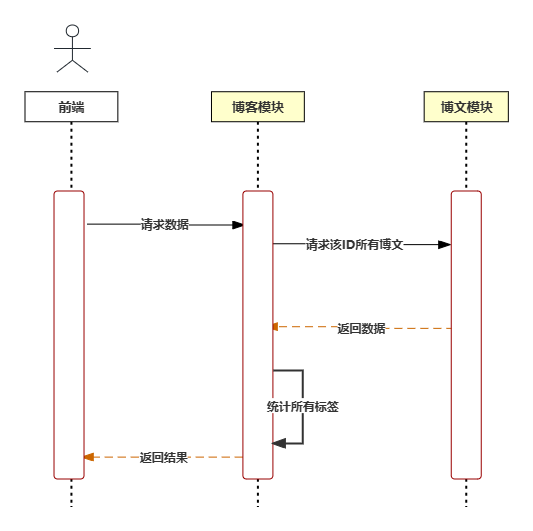 前端
博客模块
博文模块
请求数据
请求该ID所有博文
返回数据
统计所有标签
返回结果